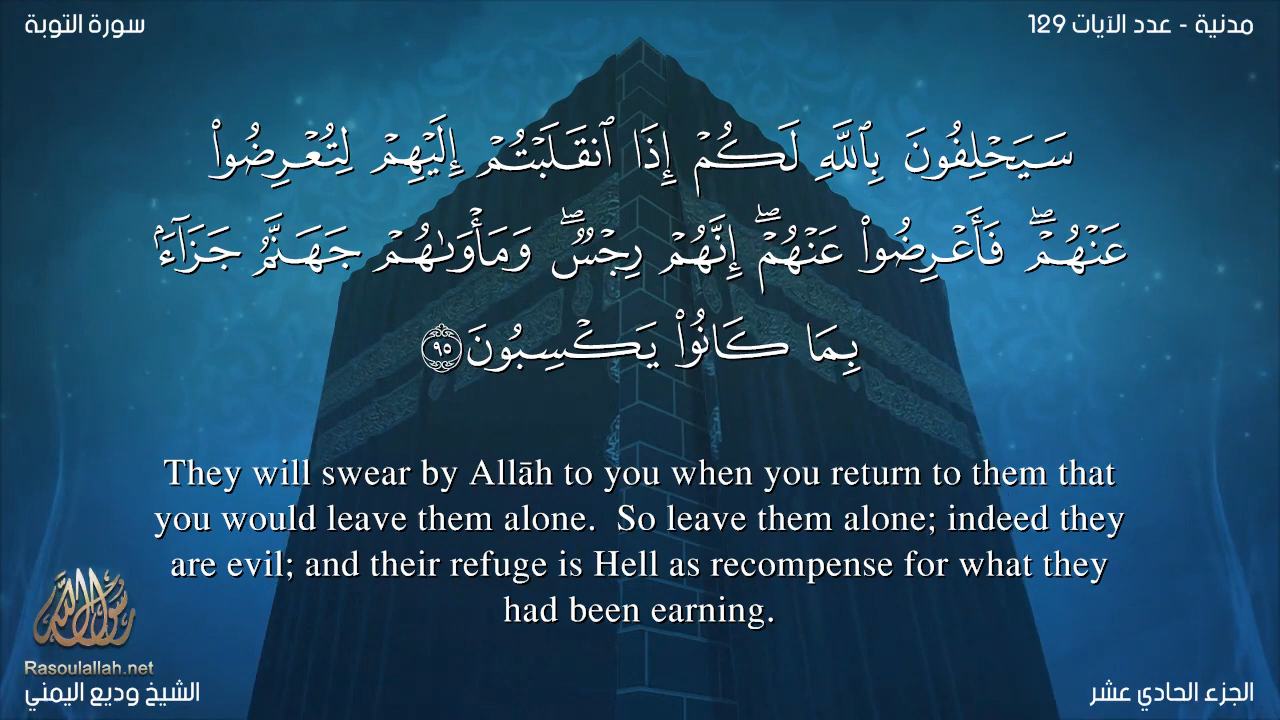 سورة التوبة
مدنية - عدد الآيات 129
سَيَحْلِفُونَ بِٱللَّهِ لَكُمْ إِذَا ٱنقَلَبْتُمْ إِلَيْهِمْ لِتُعْرِضُوا۟
عَنْهُمْ ۖ فَأَعْرِضُوا۟ عَنْهُمْ ۖ إِنَّهُمْ رِجْسٌ ۖ وَمَأْوَىٰهُمْ جَهَنَّمُ جَزَآءًۢ
بِمَا كَانُوا۟ يَكْسِبُونَ ٩٥
They will swear by Allāh to you when you return to them that
you would leave them alone.  So leave them alone; indeed they
are evil; and their refuge is Hell as recompense for what they
had been earning.
رسول الله
Rasoulallah.net
الشيخ وديع اليمني
الجزء الحادي عشر